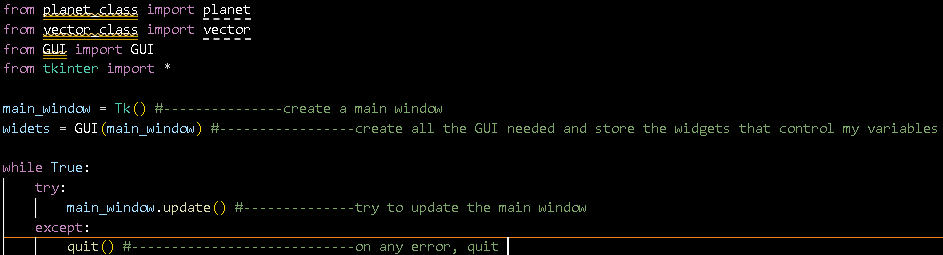 from planet_class import planet
from vector_class import vector
from GUI import GUI
from tkinter import *
main_window = Tk() #---------------create a main window
widets = GUI(main_window) #-----------------create all the GUI needed and store the widgets that control my variables
while True:
try:
main_window.update() #--------------try to update the main window
except:
quit() #----------------------------on any error, quit